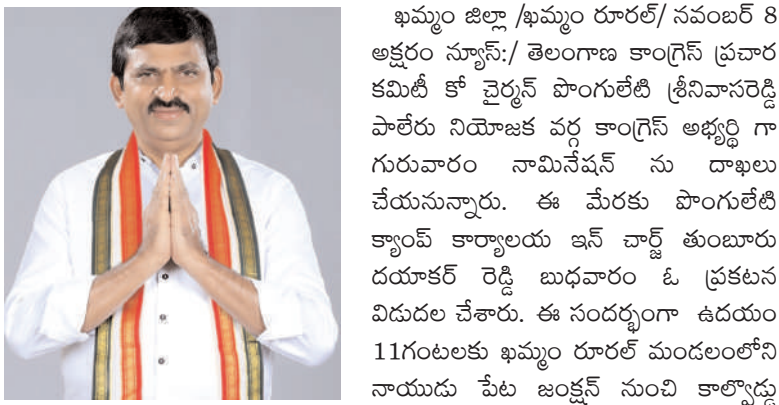 ఖమ్మం జిల్లా /ఖమ్మం రూరల్/ నవంబర్ 8
అక్షరం న్యూస్:/ తెలంగాణ కాంగ్రెస్ ప్రచార
కమిటీ కో చైర్మన్ పొంగులేటి శ్రీనివాసరెడ్డి
పాలేరు నియోజక వర్గ కాంగ్రెస్ అభ్యర్థి గా
గురువారం నామినేషన్ ను దాఖలు
చేయనున్నారు. ఈ మేరకు పొంగులేటి
క్యాంప్ కార్యాలయ ఇన్ చార్జ్ తుంబూరు
దయాకర్ రెడ్డి బుధవారం ఓ ప్రకటన
విడుదల చేశారు. ఈ సందర్భంగా ఉదయం
11గంటలకు ఖమ్మం రూరల్ మండలంలోని
నాయుడు పేట జంక్షన్ నుంచి కాల్వొడ్డు